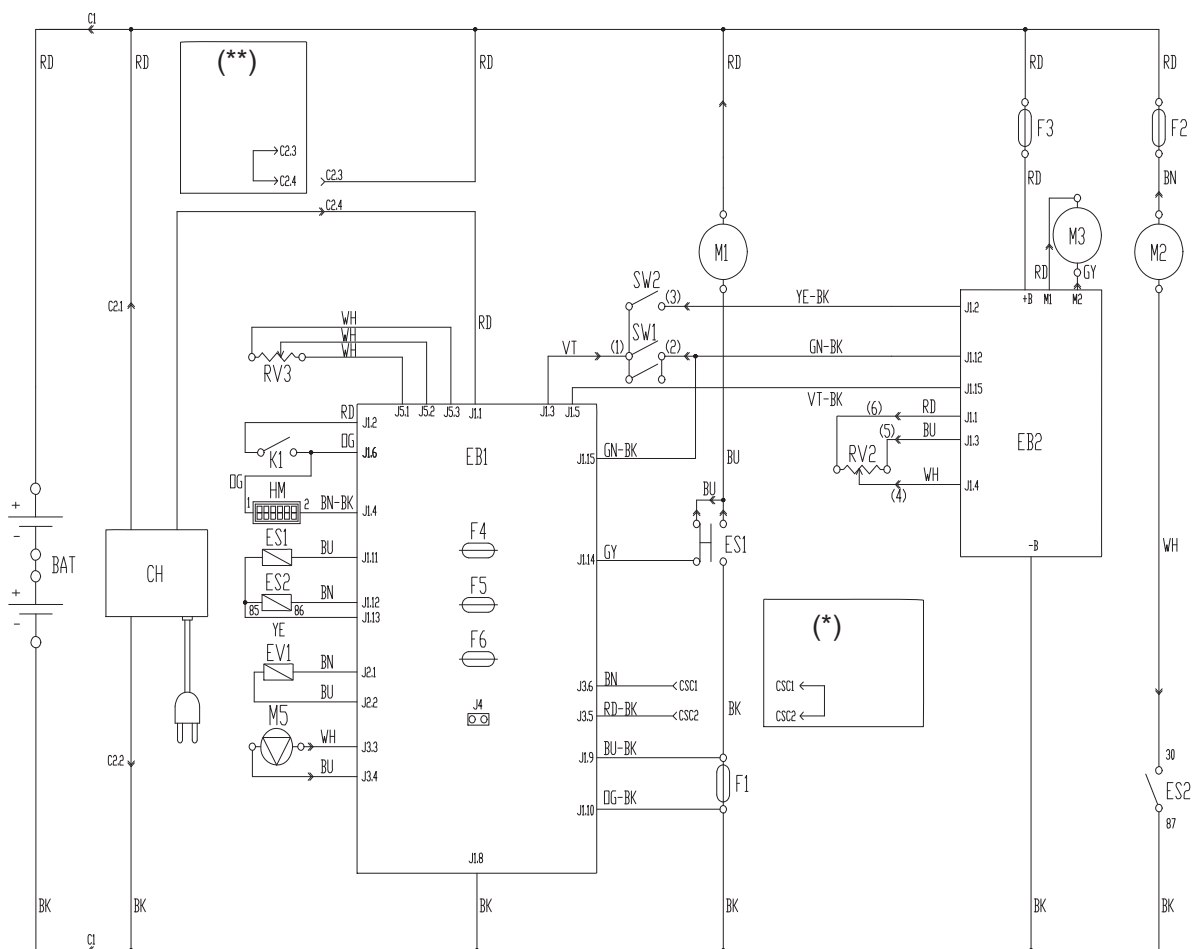 C1
RD RD (**) RD RD RD RD
F3 F2
C2.3
C2.4 C2.3
C2.4
RD BN
M1 M3 M2
RD GY
SW2 (3) YE-BK J1.2 +B M1 M2
C2.1
WH
WH
WH
RV3
RD
VT (1) SW1 (2) GN-BK J1.12
VT-BK J1.15
J5.1 J5.2 J5.3 J1.1 J1.3 J1.5
(6) RD J1.1
(5) BU J1.3
RV2 EB2
WH J1.4
(4)
RD J1.2
K1 OG J1.6 EB1 J1.15 GN-BK BU
OG HM
1 2 BN-BK J1.4
BU
F4
ES1 BU J1.11 J1.14 GY ES1
-B
WH
BAT CH
ES2 BN J1.12 F5
85 86 J1.13
YE
(*)
EV1 BN J2.1 F6
BU J2.2 J3.6 BN CSC1 CSC1
J4 J3.5 RD-BK CSC2 CSC2
BK
M5 WH J3.3
BU J3.4
J1.9 BU-BK
F1
J1.10 OG-BK
C2.2
30
ES2
87
J1.8
BK BK BK BK BK BK
C1
+
-
+
-